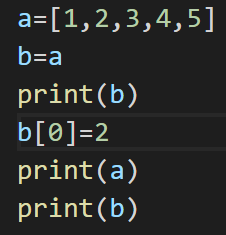 a=[1,2,3,4,5]
b=a
print(b)
b[0]=2
print(a)
print(b)